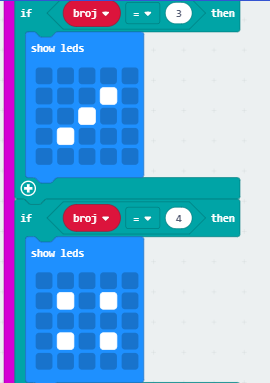 if broj = 3 then
show leds
if broj = 4 then
show leds